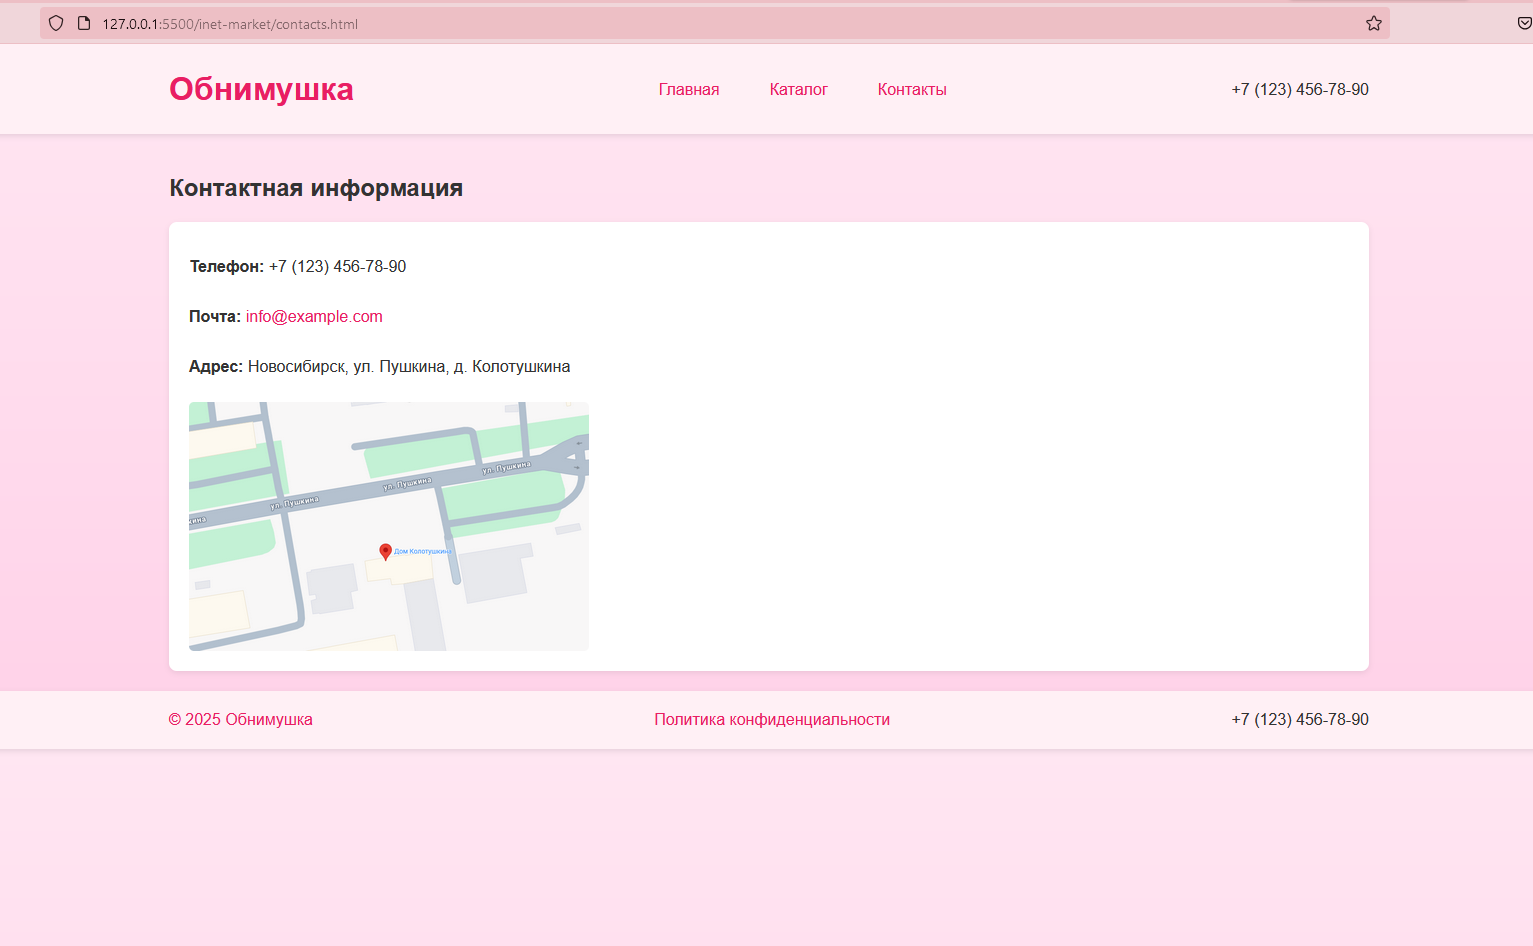 127.0.0.1:5500/inet-market/contacts.html
Обнимушка
Главная Каталог Контакты
+7 (123) 456-78-90
Контактная информация
Телефон: +7 (123) 456-78-90
Почта: info@example.com
Адрес: Новосибирск, ул. Пушкина, д. Колотушкина
ул. Пушкина
ул. Пушкина
ул. Пушкина
кина
Дом Колотушкина
© 2025 Обнимушка
Политика конфиденциальности
+7 (123) 456-78-90